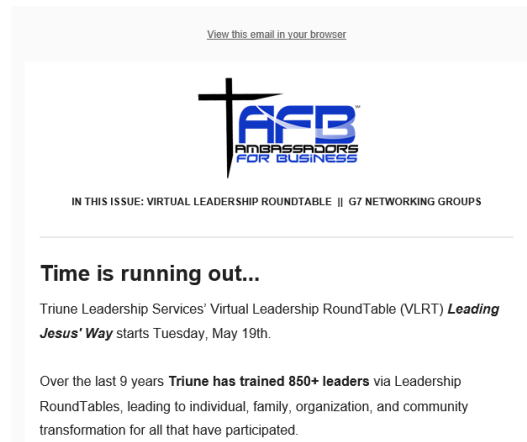 View this email in your browser
AFB™
AMBASSADORS
FOR BUSINESS
IN THIS ISSUE: VIRTUAL LEADERSHIP ROUNDTABLE || G7 NETWORKING GROUPS
Time is running out...
Triune Leadership Services' Virtual Leadership RoundTable (VLRT) Leading
Jesus' Way starts Tuesday, May 19th.
Over the last 9 years Triune has trained 850+ leaders via Leadership
RoundTables, leading to individual, family, organization, and community
transformation for all that have participated.